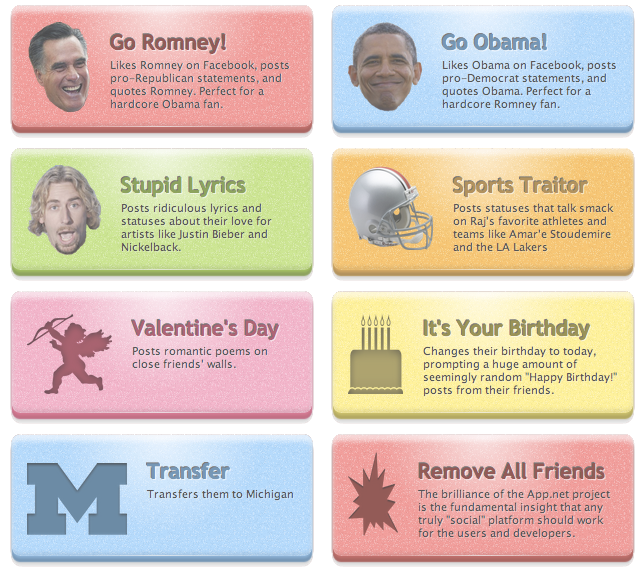 Go Romney!
Likes Romney on Facebook, posts
pro-Republican statements, and
quotes Romney. Perfect for a
hardcore Obama fan.
Go Obama!
Likes Obama on Facebook, posts
pro-Democrat statements, and
quotes Obama. Perfect for a
hardcore Romney fan.
Stupid Lyrics
Posts ridiculous lyrics and
statuses about their love for
artists like Justin Bieber and
Nickelback.
Sports Traitor
Posts statuses that talk smack
on Raj's favorite athletes and
teams like Amar'e Stoudemire
and the LA Lakers
Valentine's Day
Posts romantic poems on
close friends' walls.
It's Your Birthday
Changes their birthday to today,
prompting a huge amount of
seemingly random "Happy Birthday!"
posts from their friends.
M
Transfer
Transfers them to Michigan
Remove All Friends
The brilliance of the App.net project
is the fundamental insight that any
truly "social" platform should work
for the users and developers.